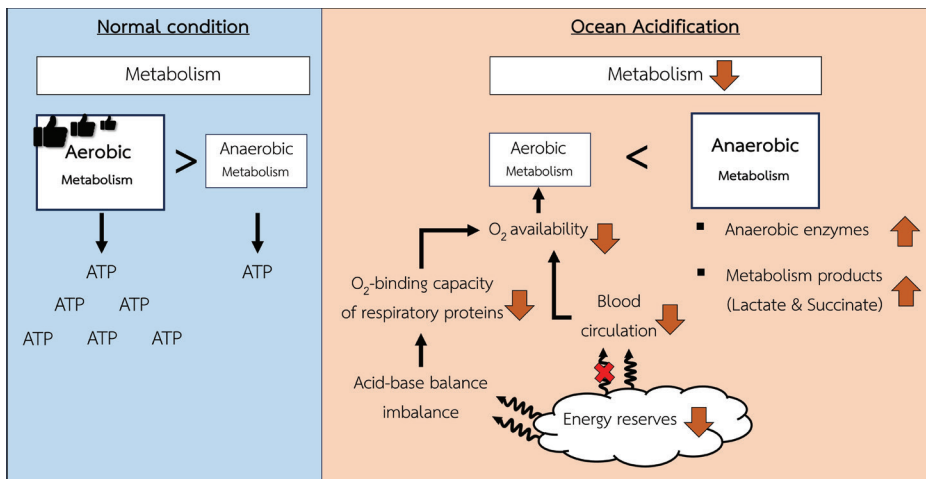 Normal condition
Metabolism
Aerobic
Metabolism
>
Anaerobic
Metabolism
ATP
ATP ATP
ATP ATP ATP
ATP
Ocean Acidification
Metabolism
Aerobic
Metabolism
<
Anaerobic
Metabolism
▪ Anaerobic enzymes
▪ Metabolism products
(Lactate & Succinate)
O₂ availability
O₂-binding capacity
of respiratory proteins
Blood
circulation
Acid-base balance
imbalance
Energy reserves